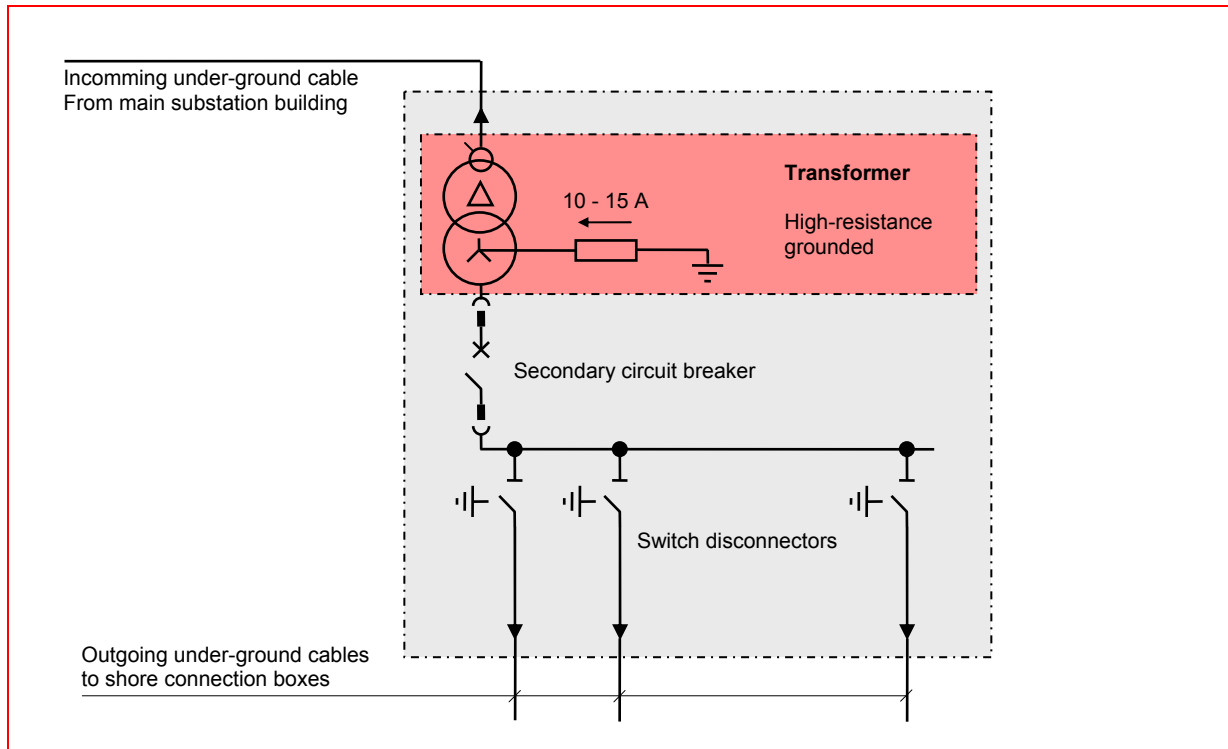 Incomming under-ground cable
From main substation building
Transformer
10 - 15 A
High-resistance
grounded
Secondary circuit breaker
Switch disconnectors
Outgoing under-ground cables
to shore connection boxes